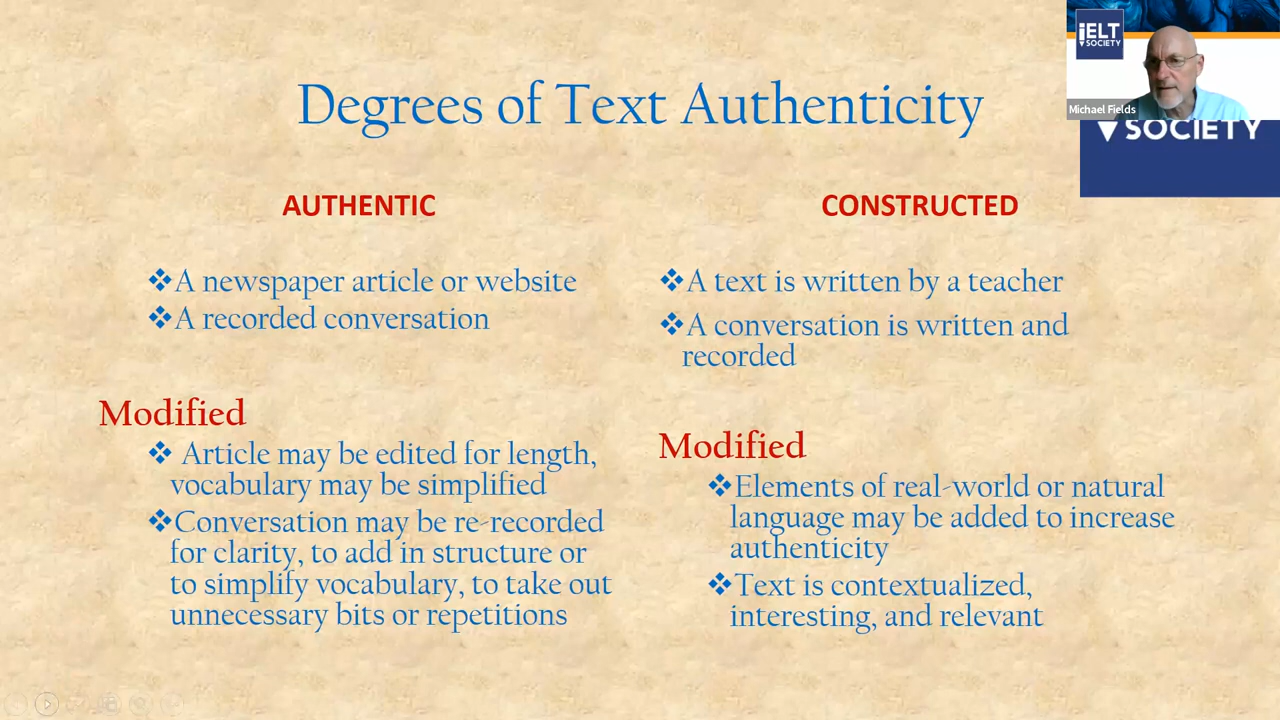 Degrees of Text Authenticity
AUTHENTIC
❖A newspaper article or website
❖A recorded conversation
Modified
❖ Article may be edited for length,
vocabulary may be simplified
❖Conversation may be re-recorded
for clarity, to add in structure or
to simplify vocabulary, to take out
unnecessary bits or repetitions
CONSTRUCTED
❖A text is written by a teacher
❖A conversation is written and
recorded
Modified
❖Elements of real-world or natural
language may be added to increase
authenticity
❖Text is contextualized,
interesting, and relevant
iELT
SOCIETY
Michael Fields
SOCIETY